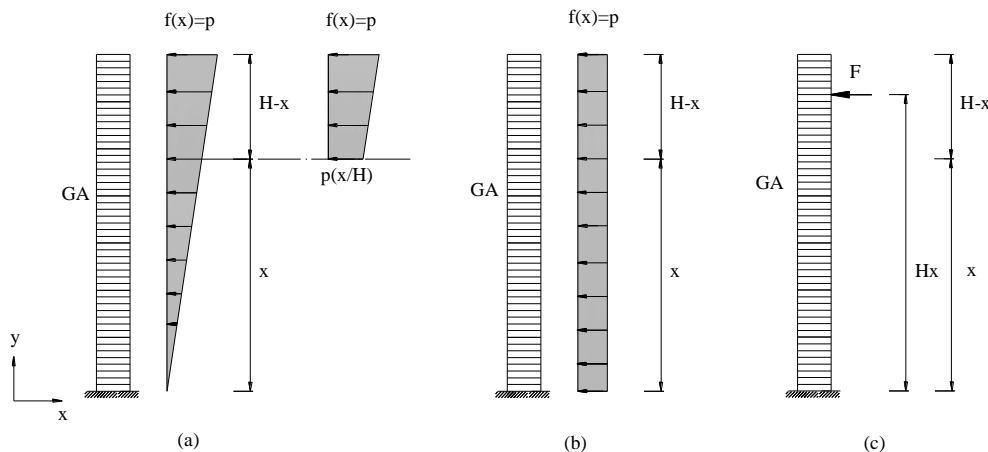 f(x)=p
f(x)=p
f(x)=p
H-x
H-x
F
H-x
p(x/H)
GA
GA
GA
x
x
Hx
x
y
x
(a)
(b)
(c)